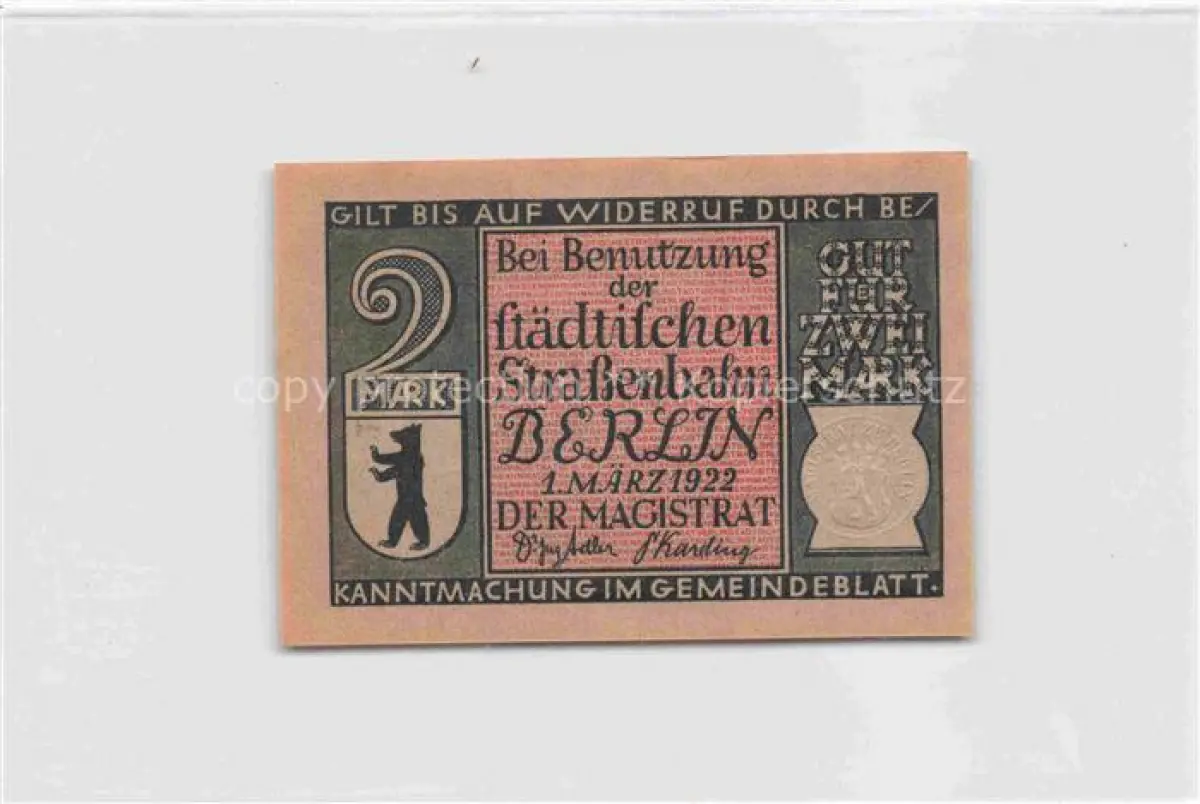 GILT BIS AUF WIDERRUF DURCH BE/
2
MARK
Bei Benutzung
der
ſtädtiſchen
Straßenbahn
BERLIN
1. MÄRZ 1922
DER MAGISTRAT
GUT
FÜR
ZWEI
MARK
KANNTMACHUNG IM GEMEINDEBLATT.